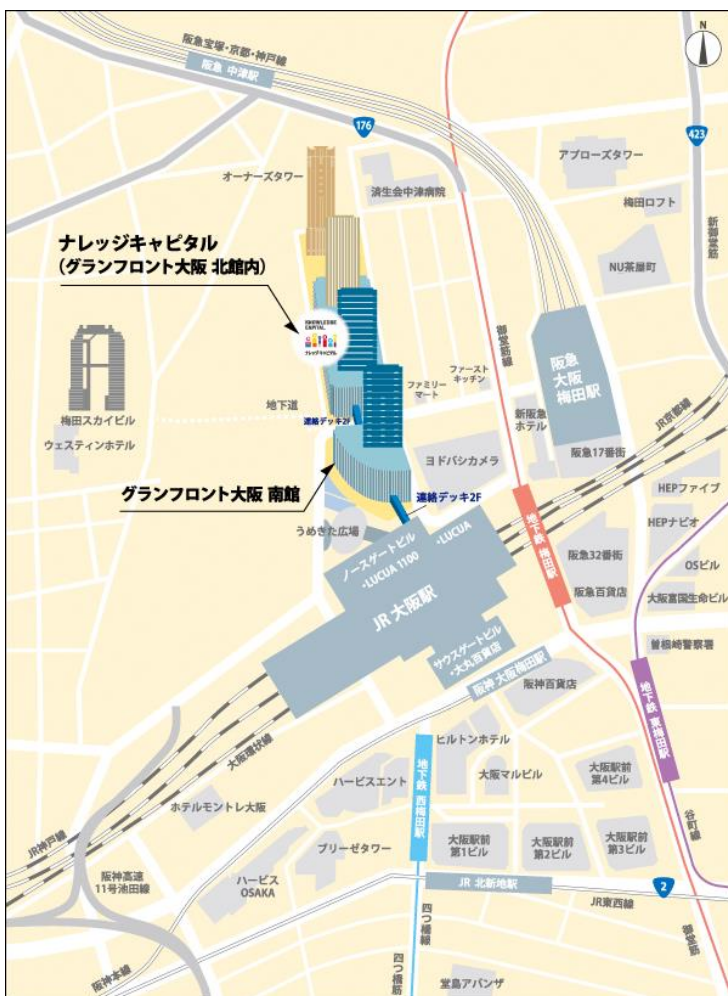 阪急宝塚・京都・神戸線
阪急 中津駅
N
176
423
新御堂筋
オーナーズタワー
済生会中津病院
アプローズタワー
梅田ロフト
NU茶屋町
ナレッジキャピタル
（グランフロント大阪 北館内）
KNOWLEDGE
CAPITAL
ナレッジキャピタル
御堂筋線
阪急
大阪
梅田駅
ファースト
キッチン
ファミリー
マート
新阪急
ホテル
JR京都線
梅田スカイビル
ウェスティンホテル
地下道
連絡デッキ2F
ヨドバシカメラ
阪急17番街
グランフロント大阪 南館
連絡デッキ2F
HEPファイブ
うめきた広場
ノースゲートビル
・LUCUA 1100
・LUCUA
地下鉄 梅田駅
HEPナビオ
阪急32番街
OSビル
阪急百貨店
大阪富国生命ビル
JR 大阪駅
サウスゲートビル
・大丸百貨店
曽根崎警察署
阪神 大阪梅田駅
阪神百貨店
地下鉄 東梅田駅
大阪環状線
ヒルトンホテル
地下鉄 西梅田駅
ハービスエント
大阪マルビル
大阪駅前
第4ビル
ホテルモントレ大阪
谷町線
JR神戸線
ブリーゼタワー
大阪駅前
第1ビル
大阪駅前
第2ビル
大阪駅前
第3ビル
阪神高速
11号池田線
ハービス
OSAKA
JR 北新地駅
2
JR東西線
四つ橋線
御堂筋
阪神本線
四つ橋筋
堂島アバンザ